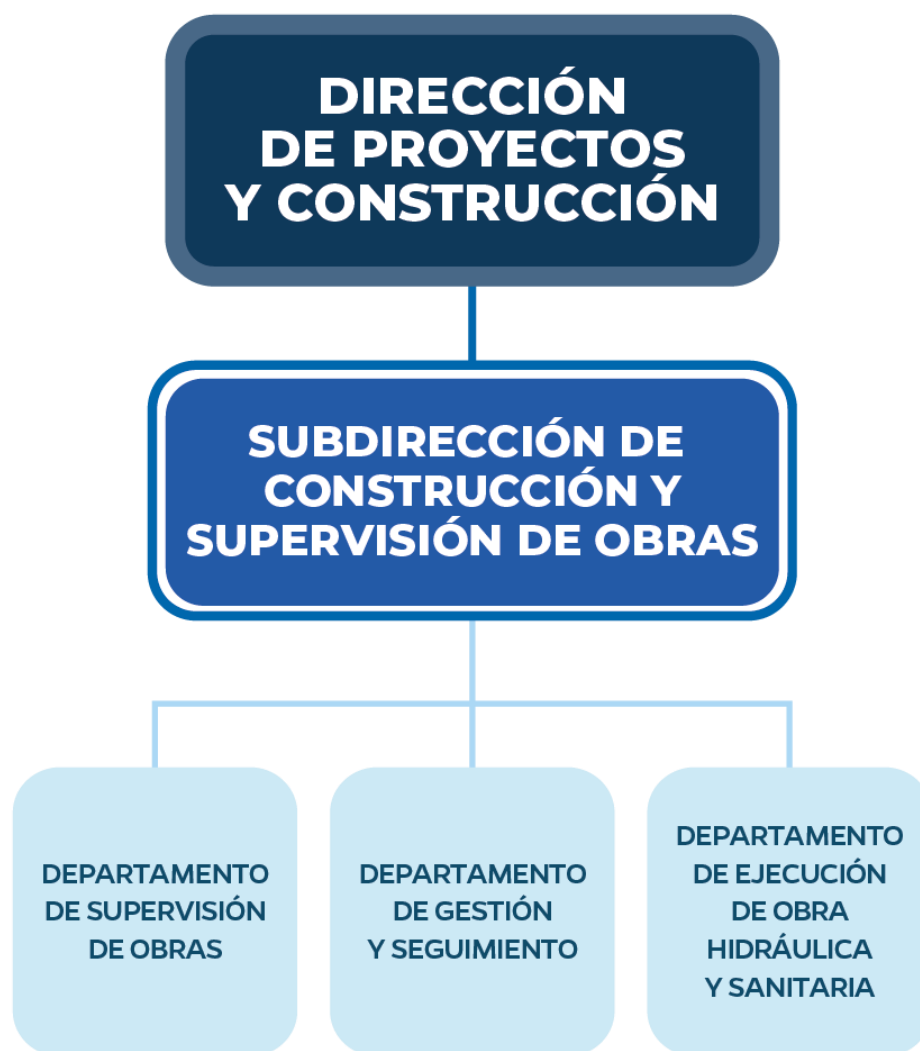 DIRECCIÓN
DE PROYECTOS
Y CONSTRUCCIÓN
SUBDIRECCIÓN DE
CONSTRUCCIÓN Y
SUPERVISIÓN DE OBRAS
DEPARTAMENTO
DE SUPERVISIÓN
DE OBRAS
DEPARTAMENTO
DE GESTIÓN
Y SEGUIMIENTO
DEPARTAMENTO
DE EJECUCIÓN
DE OBRA
HIDRÁULICA
Y SANITARIA